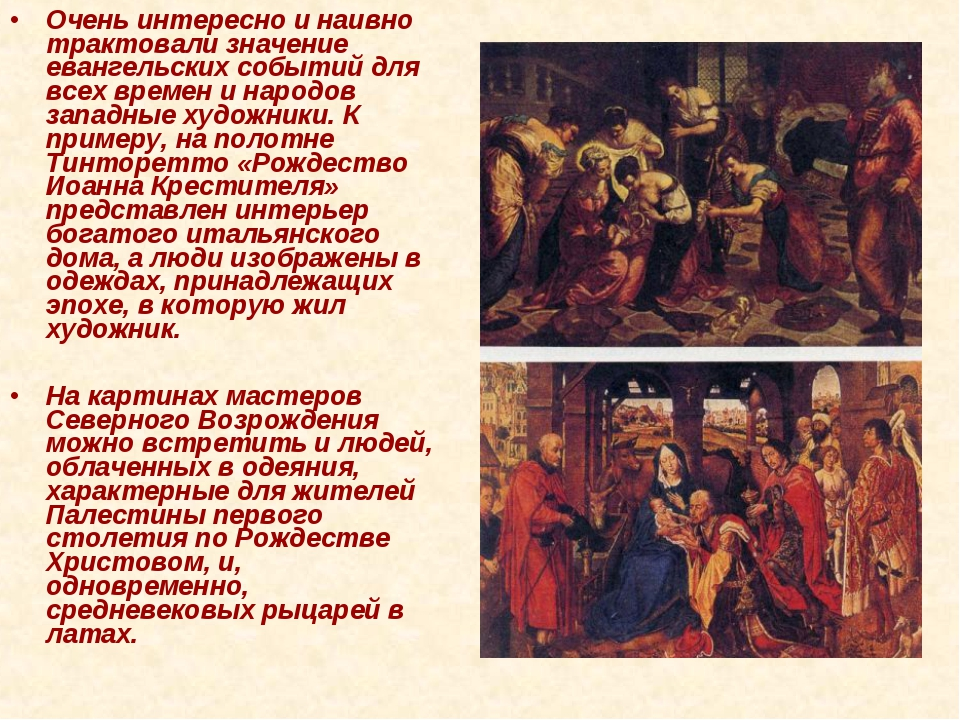 • Очень интересно и наивно
трактовали значение
евангельских событий для
всех времен и народов
западные художники. К
примеру, на полотне
Тинторетто «Рождество
Иоанна Крестителя»
представлен интерьер
богатого итальянского
дома, а люди изображены в
одеждах, принадлежащих
эпохе, в которую жил
художник.
• На картинах мастеров
Северного Возрождения
можно встретить и людей,
облаченных в одеяния,
характерные для жителей
Палестины первого
столетия по Рождестве
Христовом, и,
одновременно,
средневековых рыцарей в
латах.